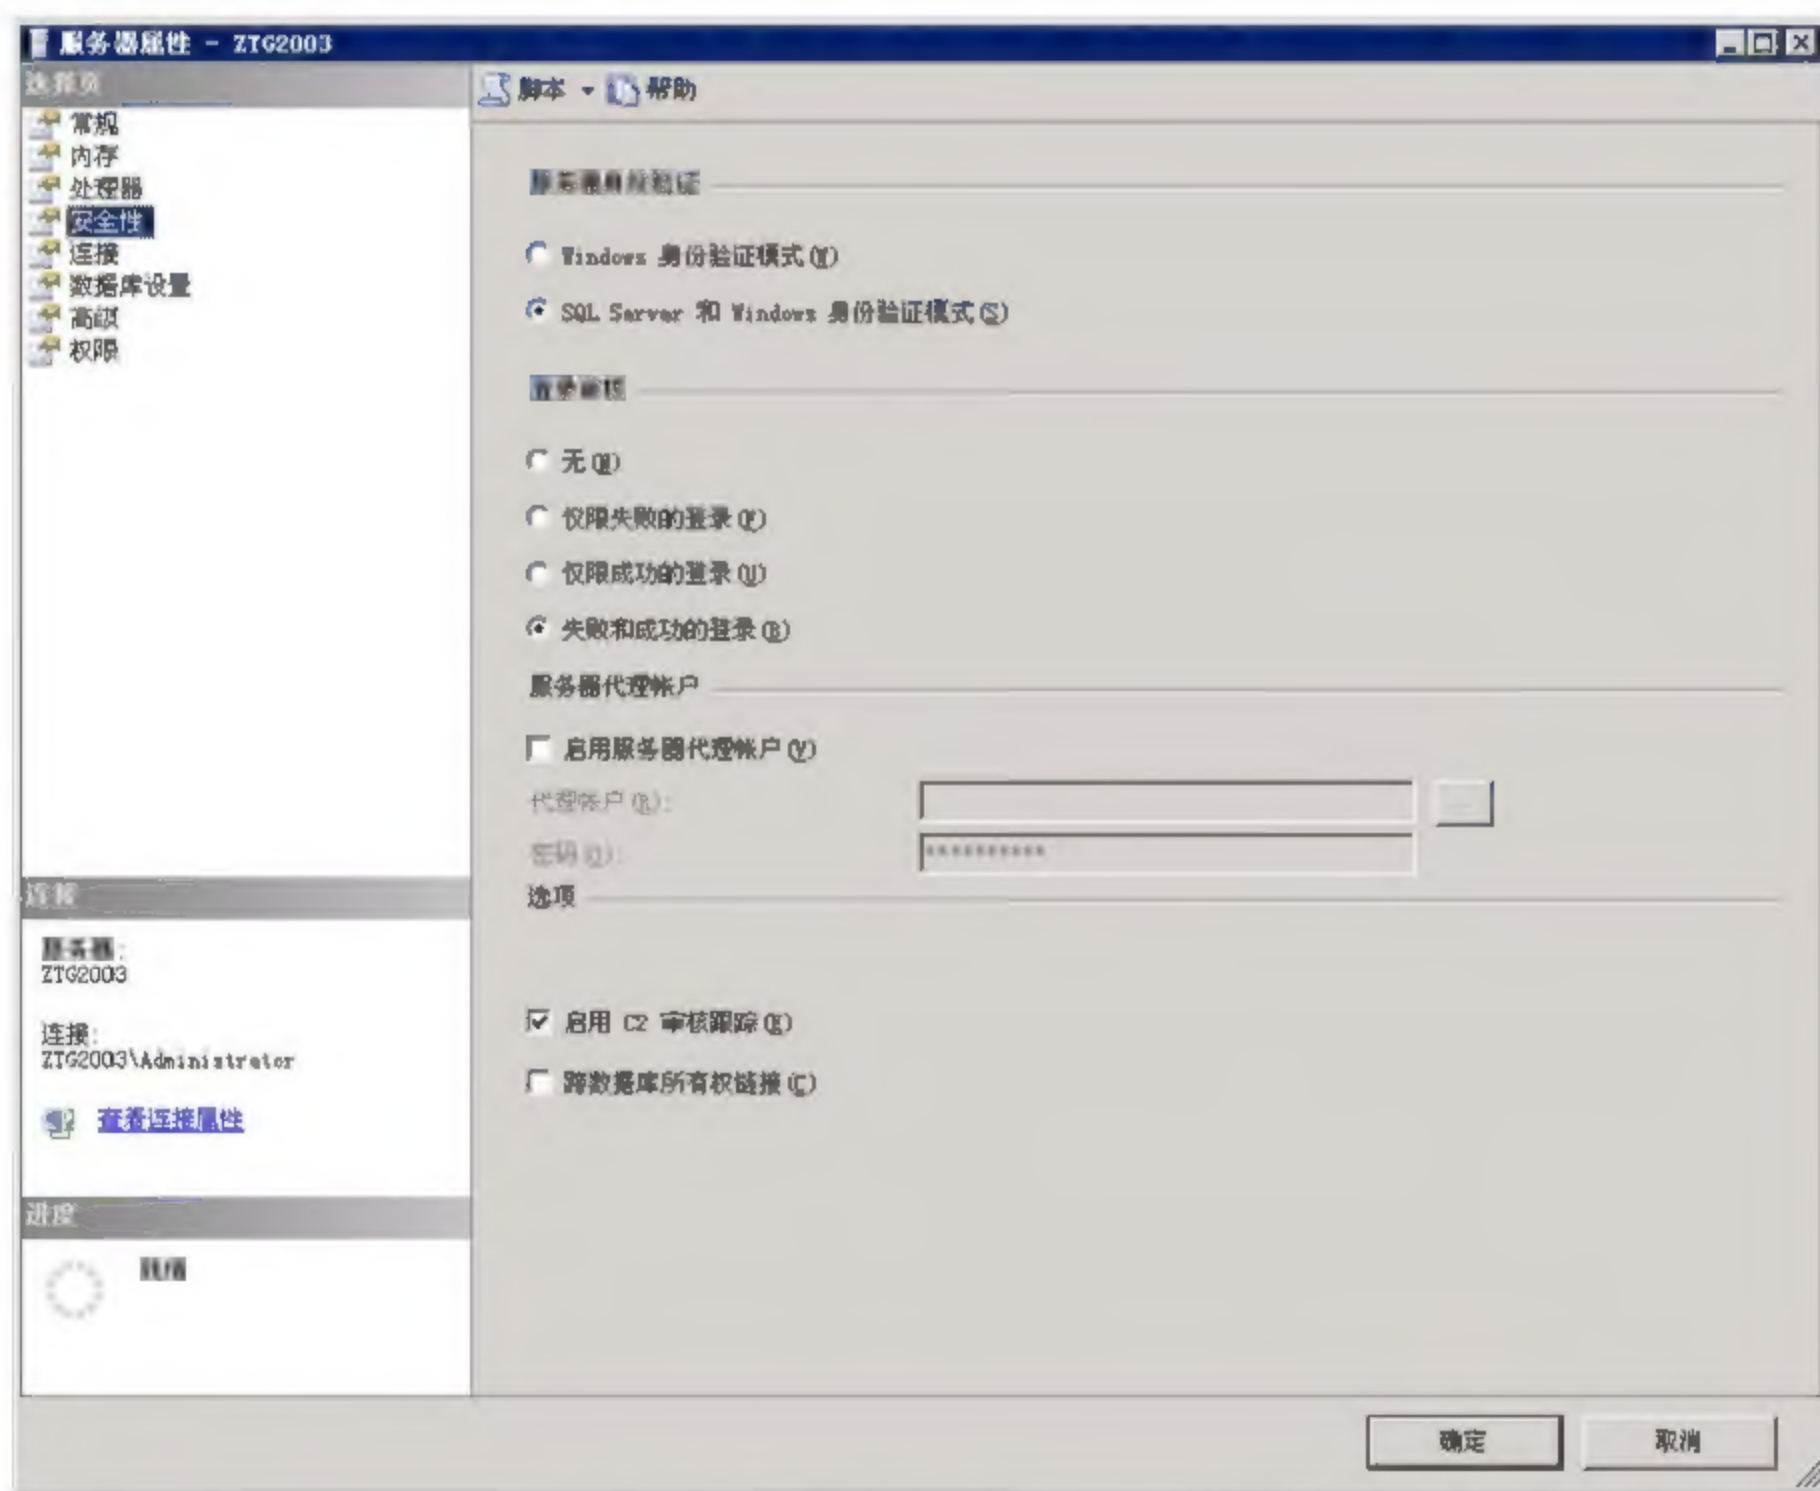 服务器属性 - ZTG2003
选择页
常规
内存
处理器
安全性
连接
数据库设置
高级
权限
脚本 帮助
服务器身份验证
Windows 身份验证模式(W)
SQL Server 和 Windows 身份验证模式(S)
登录审核
无(N)
仅限失败的登录(F)
仅限成功的登录(U)
失败和成功的登录(B)
服务器代理帐户
启用服务器代理帐户(Y)
代理帐户(R):
密码(O):
**********
选项
启用 C2 审核跟踪(E)
跨数据库所有权链接(C)
连接
服务器:
ZTG2003
连接:
ZTG2003\Administrator
查看连接属性
进度
就绪
确定
取消